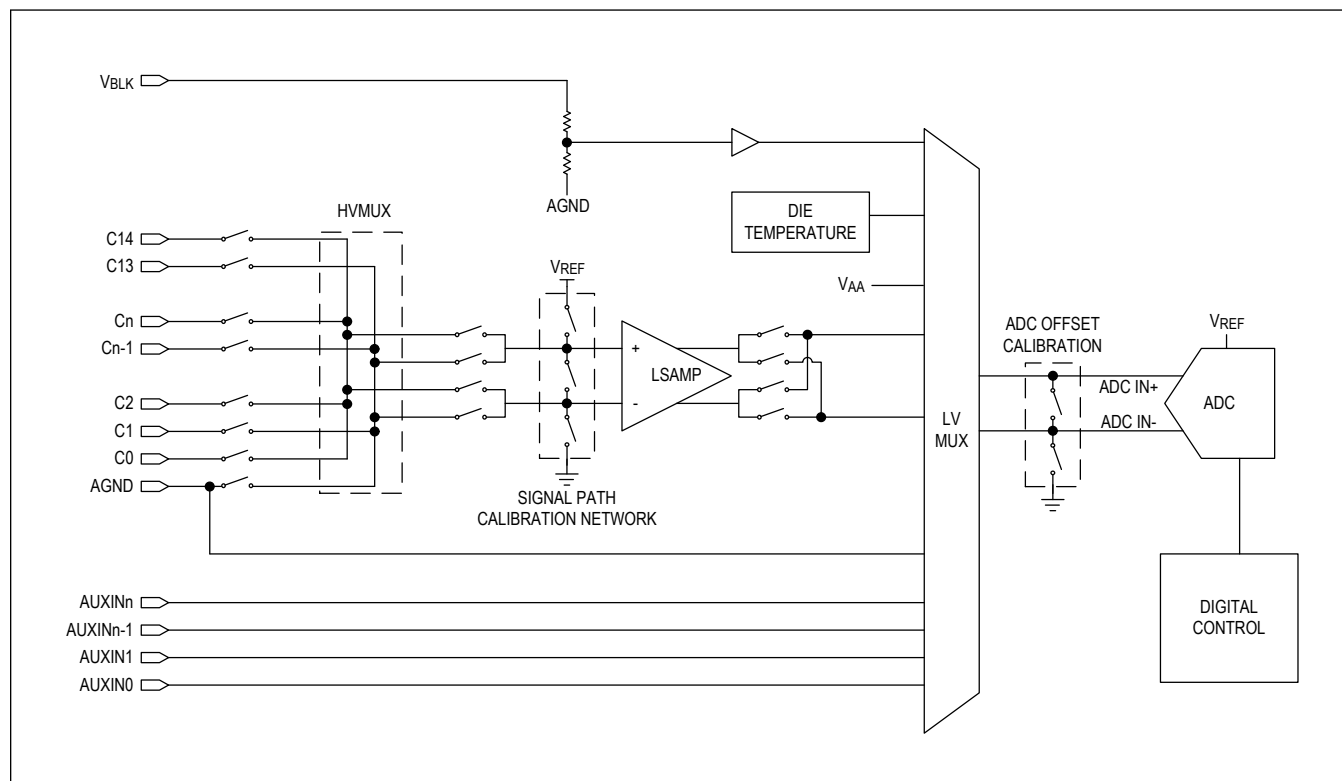 VBLK
AGND
HVMUX
DIE
TEMPERATURE
C14
C13
VREF
VAA
Cn
Cn-1
ADC OFFSET
CALIBRATION
VREF
+
LSAMP
-
ADC IN+
ADC
ADC IN-
C2
C1
C0
AGND
LV
MUX
SIGNAL PATH
CALIBRATION NETWORK
AUXINn
AUXINn-1
AUXIN1
AUXIN0
DIGITAL
CONTROL